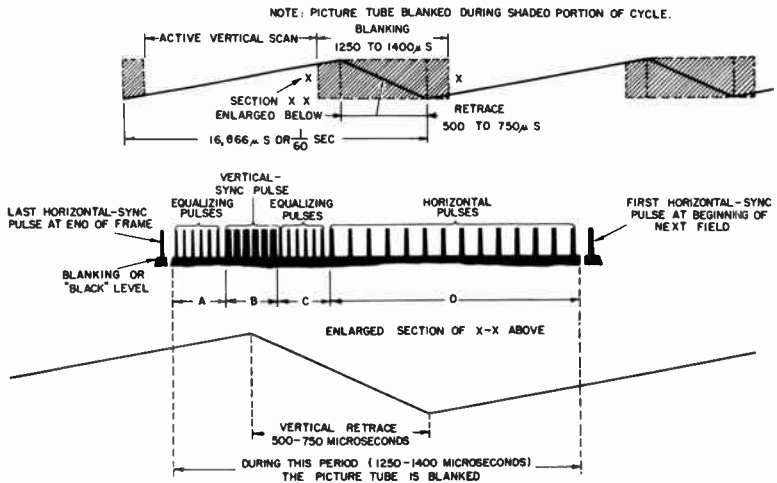 NOTE: PICTURE TUBE BLANKED DURING SHADED PORTION OF CYCLE.
BLANKING
1250 TO 1400μS
ACTIVE VERTICAL SCAN
X
X
SECTION X X
ENLARGED BELOW
RETRACE
500 TO 750μS
16,666μS OR 1/60 SEC
VERTICAL-
SYNC PULSE
EQUALIZING
PULSES
EQUALIZING
PULSES
HORIZONTAL
PULSES
LAST HORIZONTAL-SYNC
PULSE AT END OF FRAME
FIRST HORIZONTAL-SYNC
PULSE AT BEGINNING OF
NEXT FIELD
BLANKING OR
"BLACK" LEVEL
A B C D
ENLARGED SECTION OF X-X ABOVE
VERTICAL RETRACE
500-750 MICROSECONDS
DURING THIS PERIOD (1250-1400 MICROSECONDS)
THE PICTURE TUBE IS BLANKED